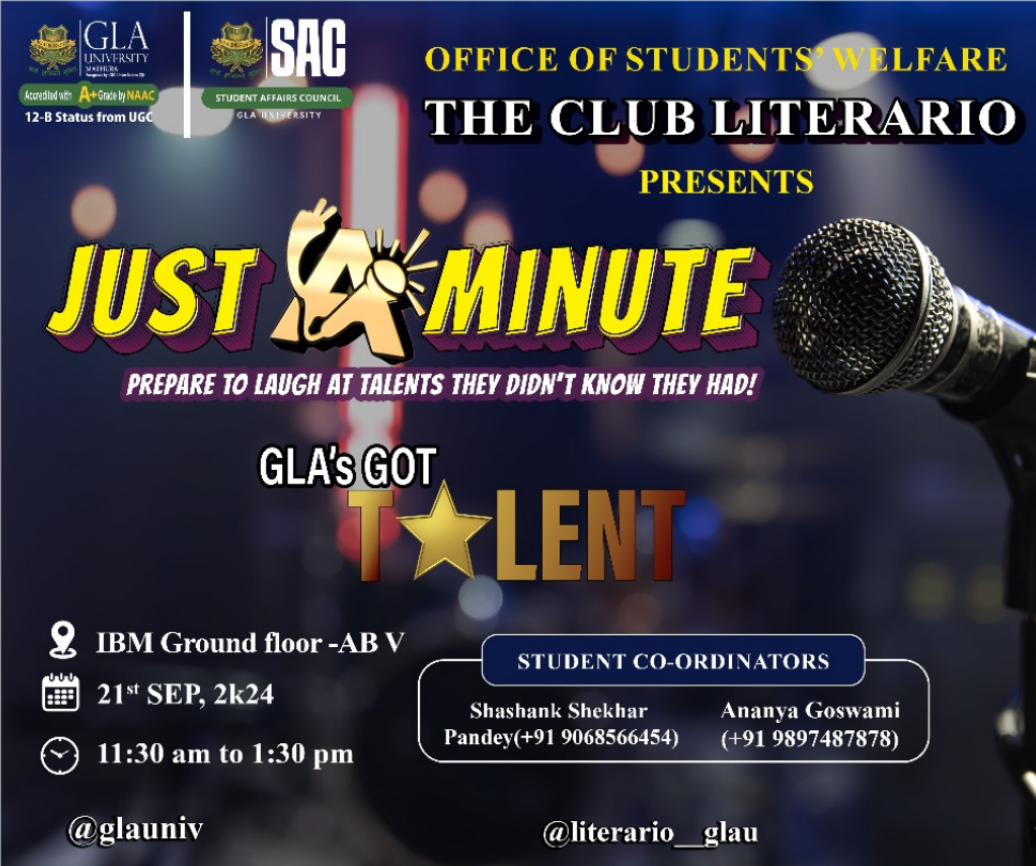 GLA
UNIVERSITY
MATHURA
Accredited with A+ Grade by NAAC
12-B Status from UGC
SAC
STUDENT AFFAIRS COUNCIL
GLA UNIVERSITY
OFFICE OF STUDENTS' WELFARE
THE CLUB LITERARIO
PRESENTS
JUST A MINUTE
PREPARE TO LAUGH AT TALENTS THEY DIDN'T KNOW THEY HAD!
GLA's GOT
TALENT
IBM Ground floor -AB V
21st SEP, 2k24
11:30 am to 1:30 pm
STUDENT CO-ORDINATORS
Shashank Shekhar
Pandey(+91 9068566454)
Ananya Goswami
(+91 9897487878)
@glauniv
@literario__glau